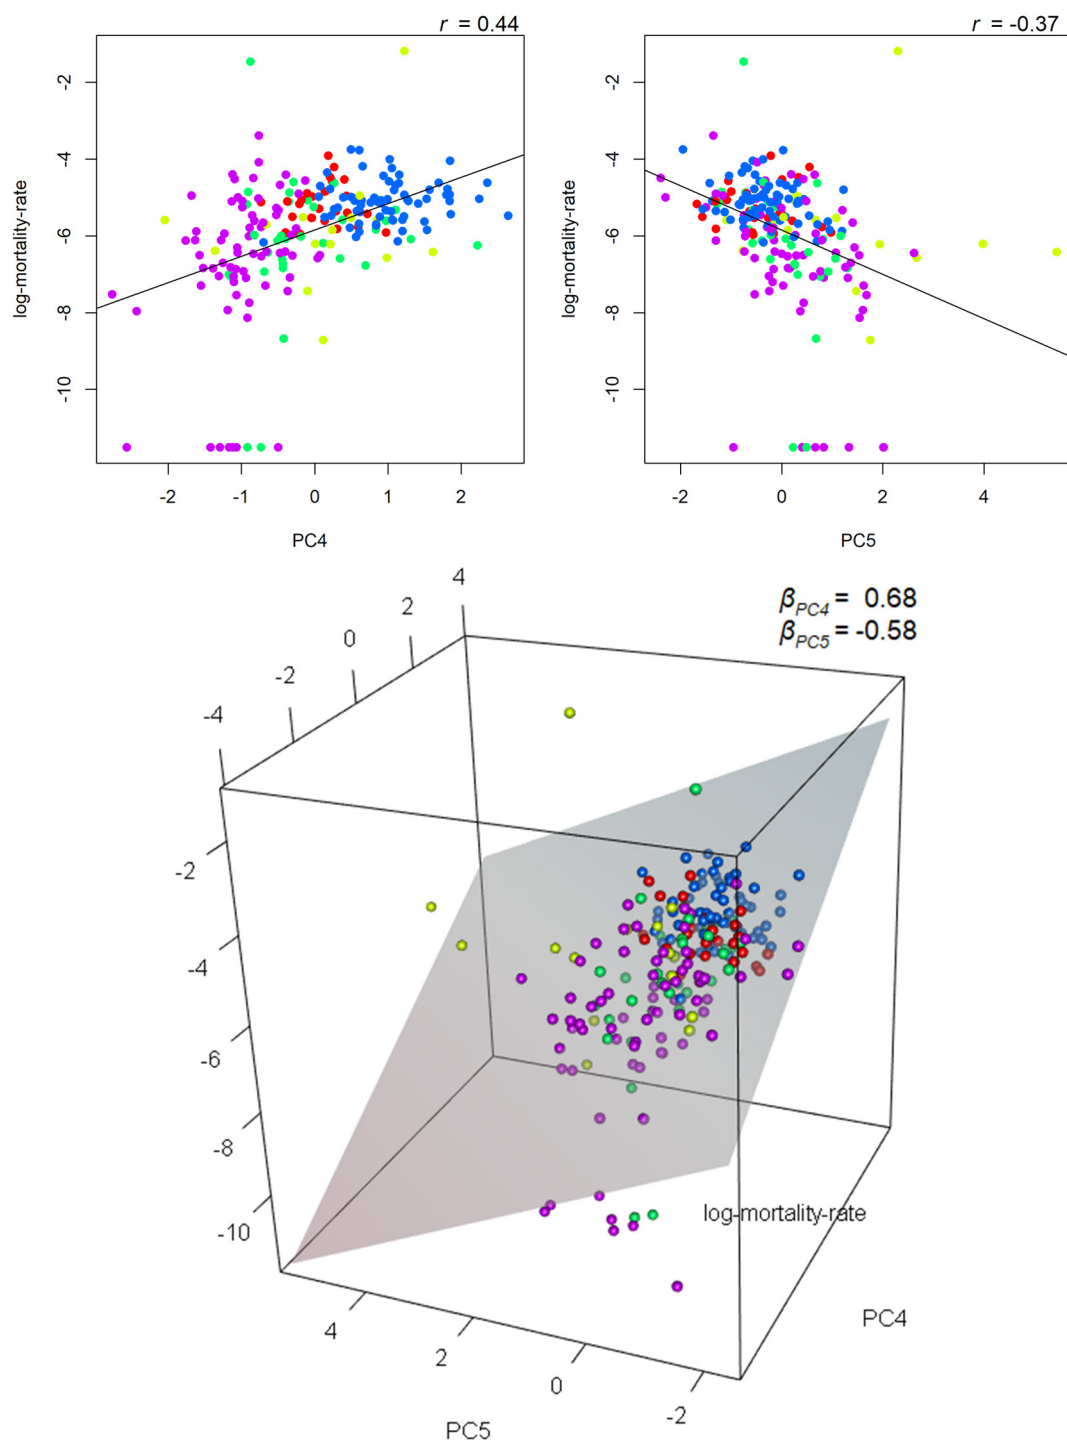 r = 0.44
r = -0.37
-2
-4
-6
-8
-10
log-mortality-rate
-2 -1 0 1 2
PC4
-2
-4
-6
-8
-10
log-mortality-rate
-2 0 2 4
PC5
βPC4 = 0.68
βPC5 = -0.58
4
2
0
-2
-4
-2
-4
-6
-8
-10
log-mortality-rate
PC4
4
2
0
-2
PC5